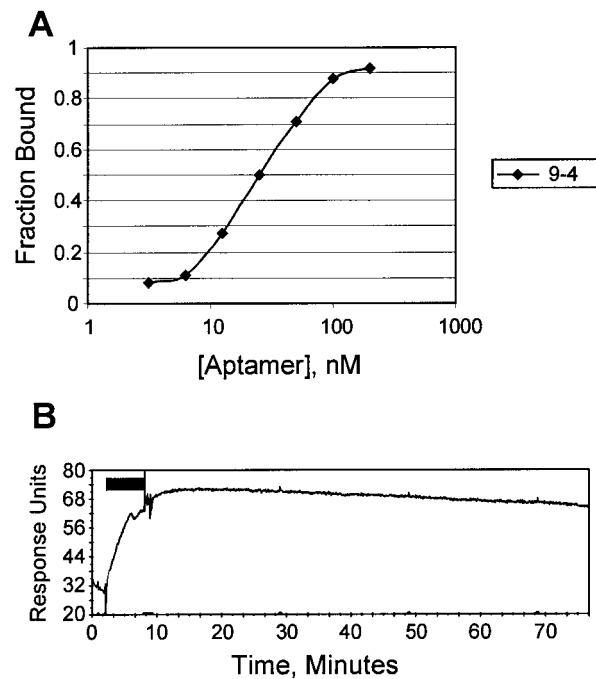 A
Fraction Bound
1
0.8
0.6
0.4
0.2
0
1 10 100 1000
[Aptamer], nM
9-4
B
Response Units
80
68
56
44
32
20
0 10 20 30 40 50 60 70
Time, Minutes